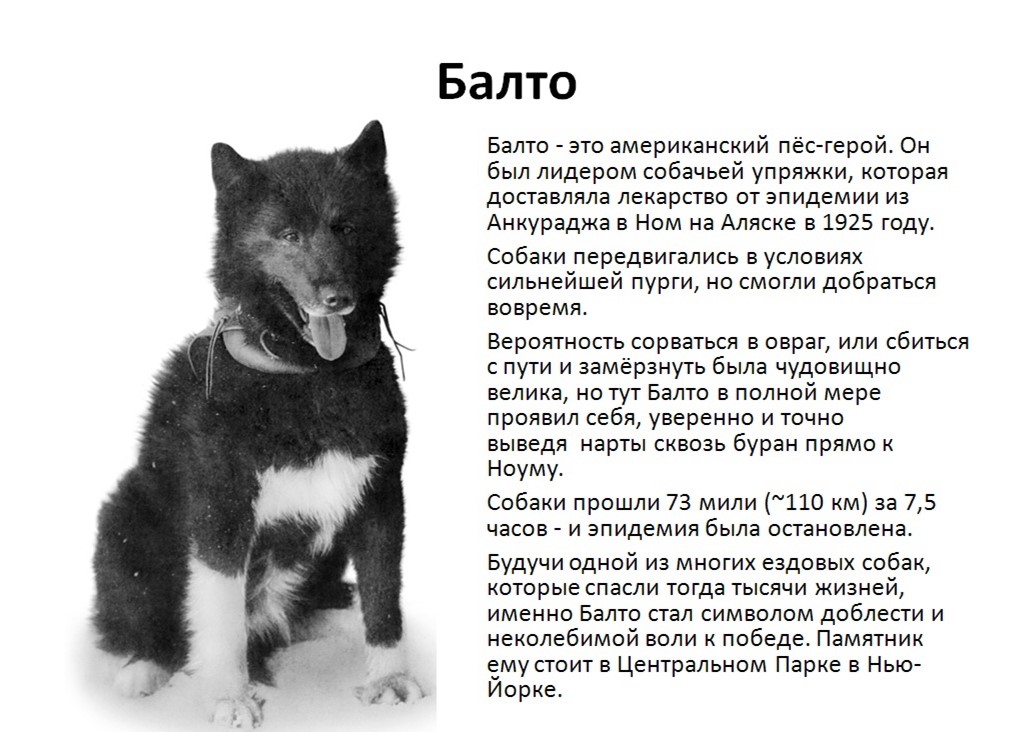 Балто
Балто - это американский пёс-герой. Он
был лидером собачьей упряжки, которая
доставляла лекарство от эпидемии из
Анкураджа в Ном на Аляске в 1925 году.
Собаки передвигались в условиях
сильнейшей пурги, но смогли добраться
вовремя.
Вероятность сорваться в овраг, или сбиться
с пути и замёрзнуть была чудовищно
велика, но тут Балто в полной мере
проявил себя, уверенно и точно
выведя  нарты сквозь буран прямо к
Ноуму.
Собаки прошли 73 мили (~110 км) за 7,5
часов - и эпидемия была остановлена.
Будучи одной из многих ездовых собак,
которые спасли тогда тысячи жизней,
именно Балто стал символом доблести и
неколебимой воли к победе. Памятник
ему стоит в Центральном Парке в Нью-
Йорке.